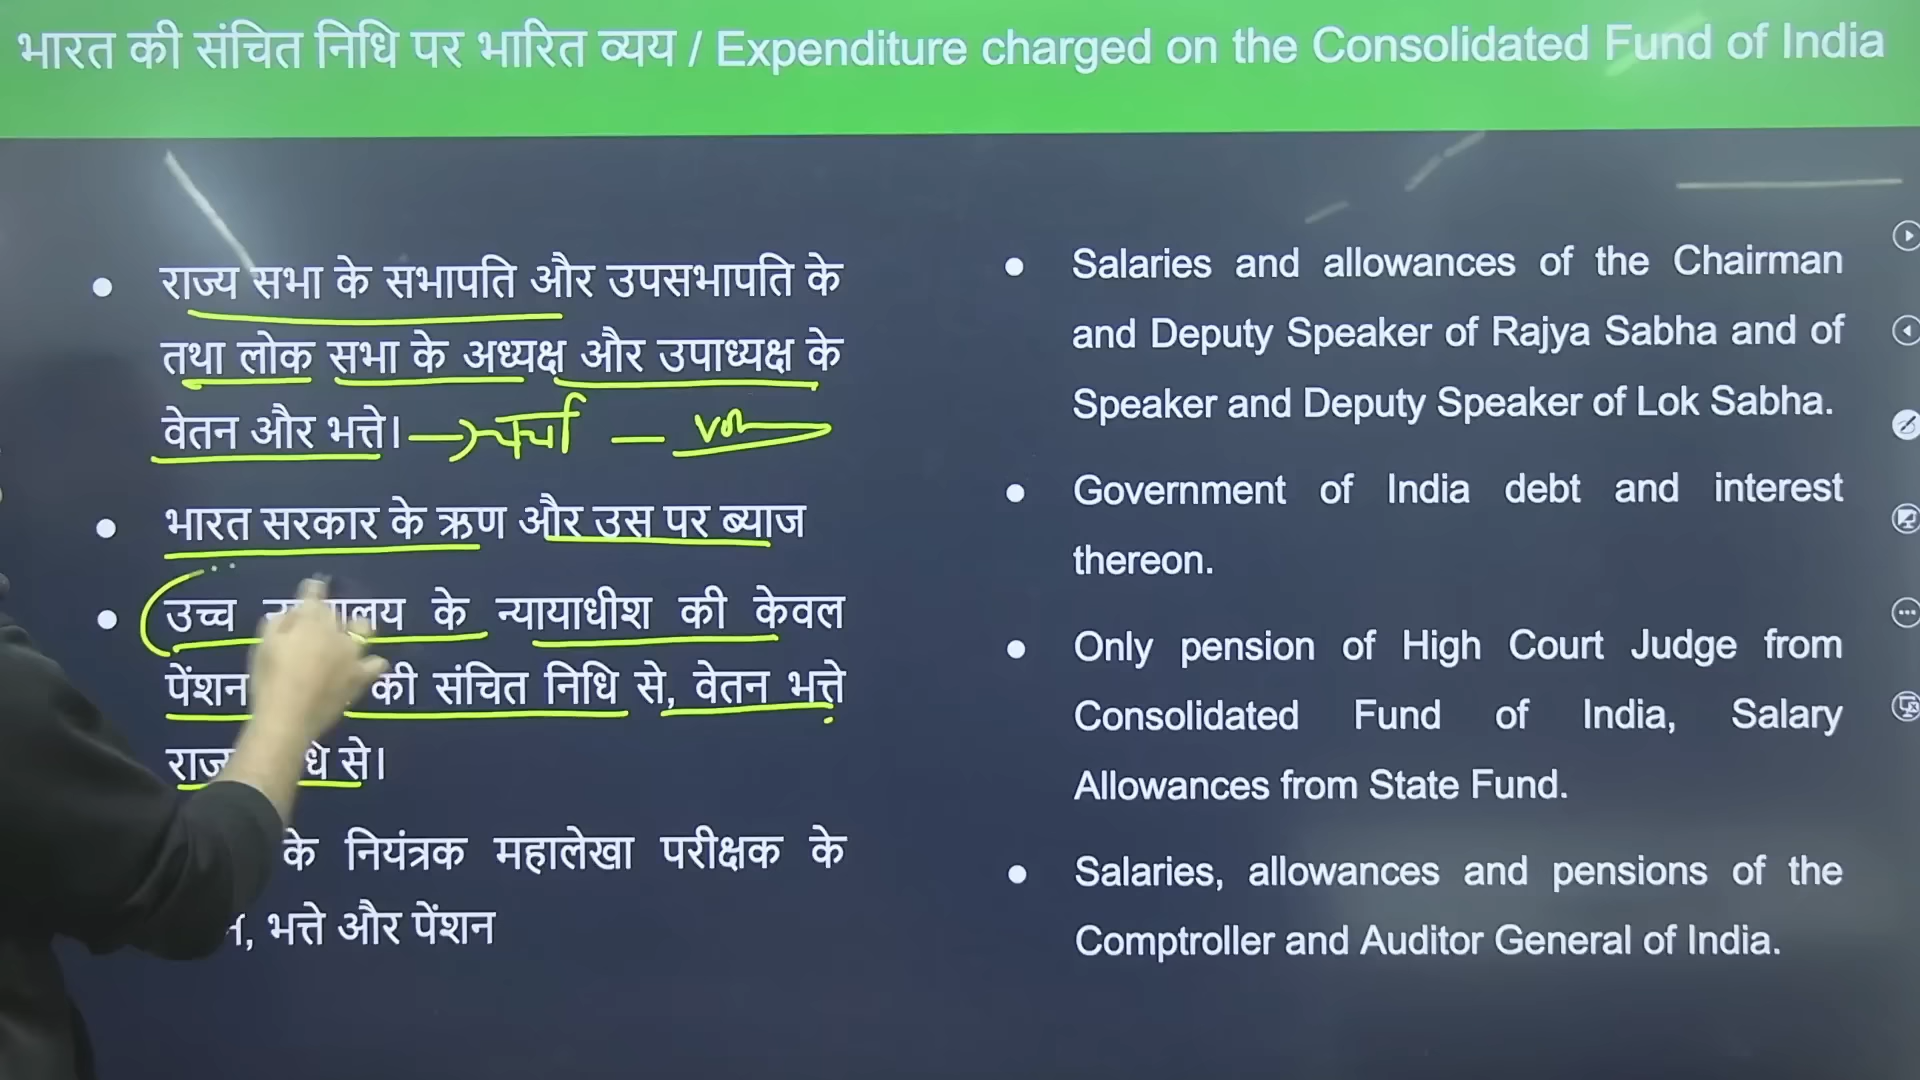 भारत की संचित निधि पर भारित व्यय / Expenditure charged on the Consolidated Fund of India
राज्य सभा के सभापति और उपसभापति के
तथा लोक सभा के अध्यक्ष और उपाध्यक्ष के
वेतन और भत्ते। चर्चा
भारत सरकार के ऋण और उस पर ब्याज
उच्च के न्यायाधीश की केवल
पेंशन की संचित निधि से, वेतन भत्ते
से।
के नियंत्रक महालेखा परीक्षक के
भत्ते और पेंशन
Salaries and allowances of the Chairman
and Deputy Speaker of Rajya Sabha and of
Speaker and Deputy Speaker of Lok Sabha.
Government of India debt and interest
thereon.
Only pension of High Court Judge from
Consolidated Fund of India, Salary
Allowances from State Fund.
Salaries, allowances and pensions of the
Comptroller and Auditor General of India.